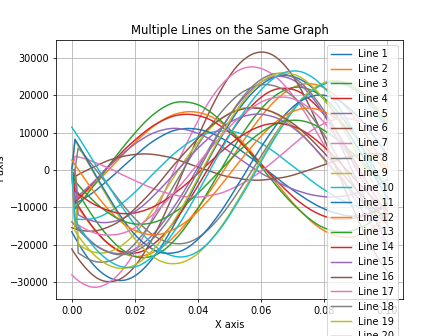 Multiple Lines on the Same Graph
30000
20000
10000
0
−10000
−20000
−30000
0.00
0.02
0.04
0.06
X axis
Line 1
Line 2
Line 3
Line 4
Line 5
Line 6
Line 7
Line 8
Line 9
Line 10
Line 11
Line 12
Line 13
Line 14
Line 15
Line 16
Line 17
Line 18
Line 19